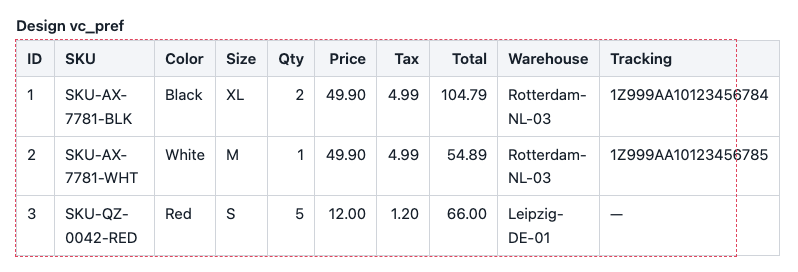 Design vc_pref
ID SKU Color Size Qty Price Tax Total Warehouse Tracking
1 SKU-AX- Black XL 2 49.90 4.99 104.79 Rotterdam- 1Z999AA10123456784
7781-BLK NL-03
2 SKU-AX- White M 1 49.90 4.99 54.89 Rotterdam- 1Z999AA10123456785
7781-WHT NL-03
3 SKU-QZ- Red S 5 12.00 1.20 66.00 Leipzig- —
0042-RED DE-01